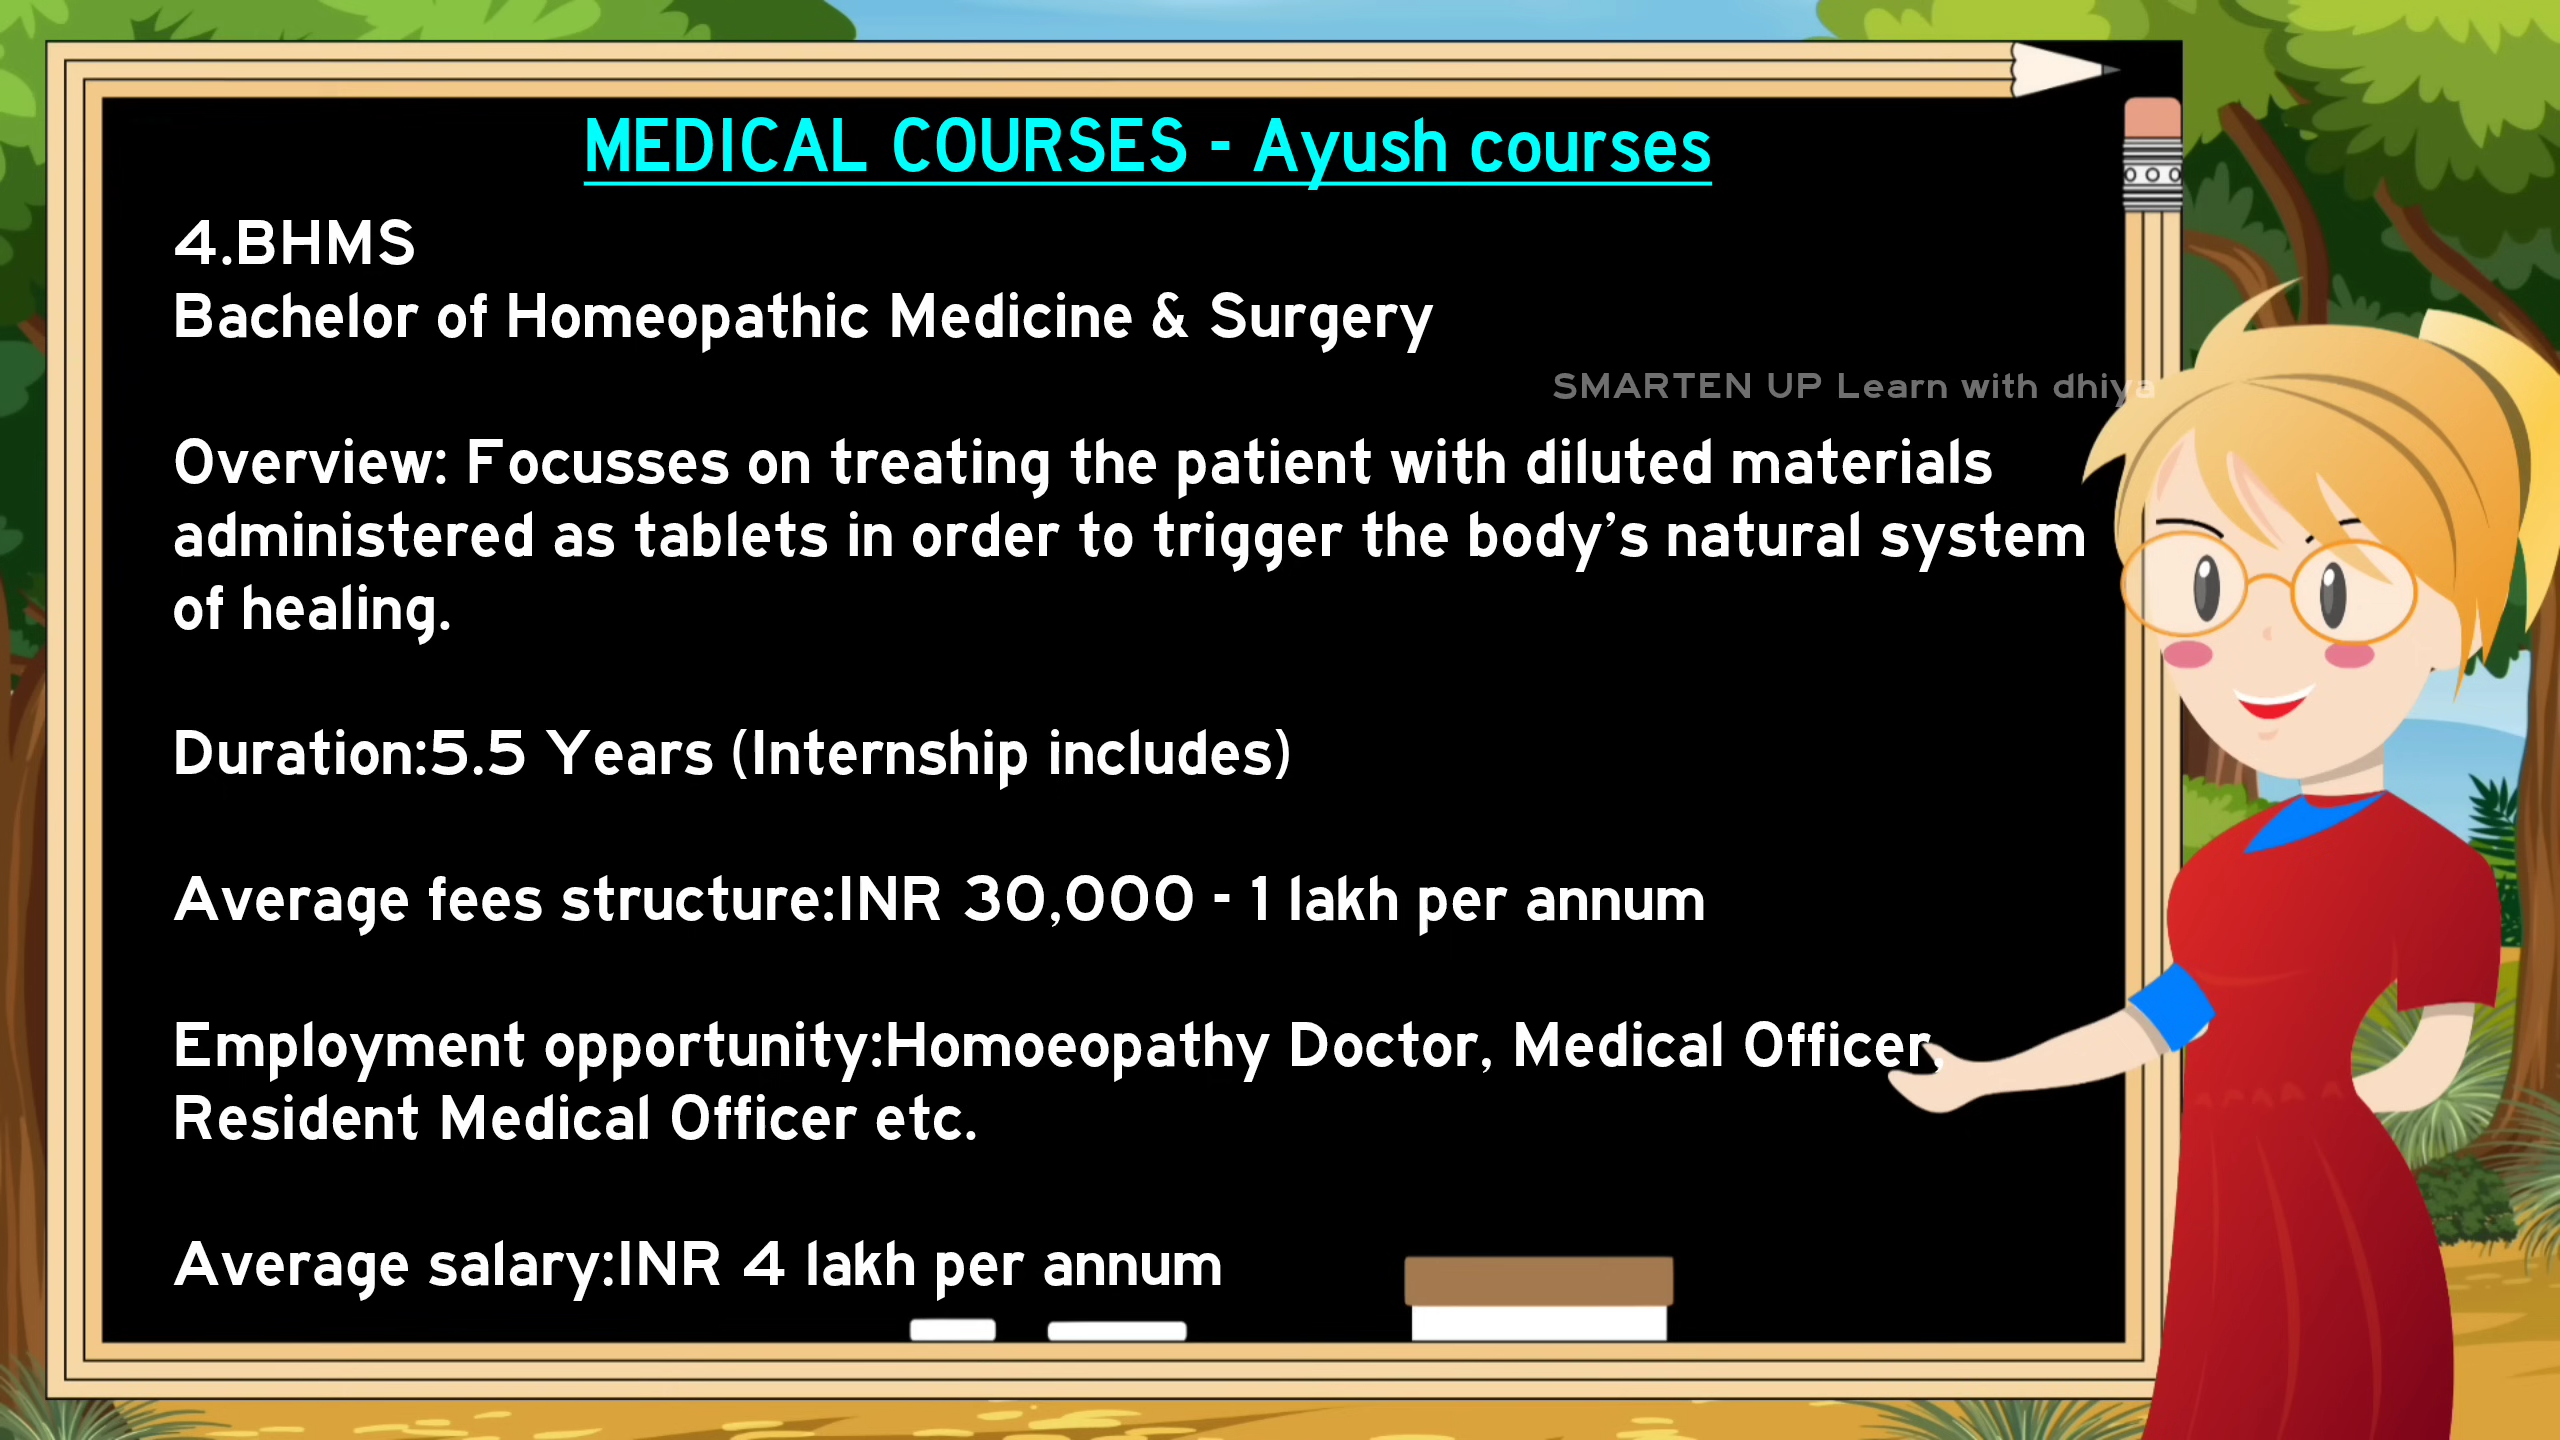 MEDICAL COURSES - Ayush courses
4.BHMS
Bachelor of Homeopathic Medicine & Surgery
SMARTEN UP Learn with dhiya
Overview: Focusses on treating the patient with diluted materials
administered as tablets in order to trigger the body's natural system
of healing.
Duration:5.5 Years (Internship includes)
Average fees structure:INR 30,000 - 1 lakh per annum
Employment opportunity:Homoeopathy Doctor, Medical Officer,
Resident Medical Officer etc.
Average salary:INR 4 lakh per annum